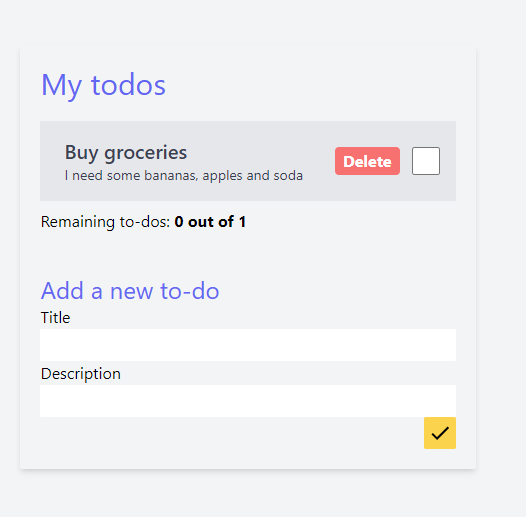 My todos
Buy groceries
I need some bananas, apples and soda
Delete
Remaining to-dos: 0 out of 1
Add a new to-do
Title
Description